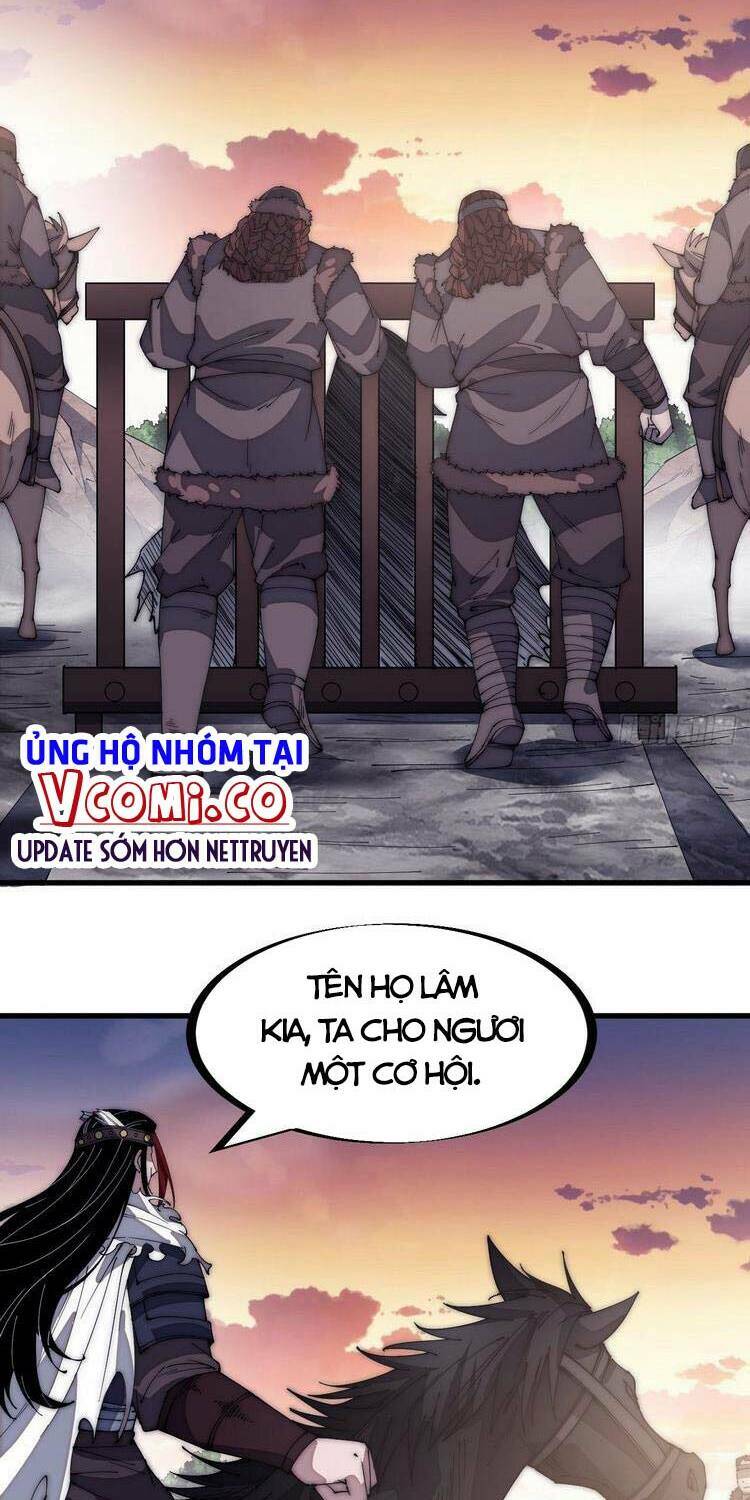 ỦNG HỘ NHÓM TẠI
VCOMI.CO
UPDATE SỚM HƠN NETTRUYEN
TÊN HỌ LÂM
KIA, TA CHO NGƯƠI
MỘT CƠ HỘI.